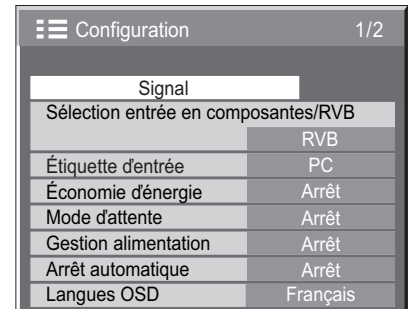 Configuration 1/2
Signal
Sélection entrée en composantes/RVB
RVB
Étiquette d'entrée PC
Économie d'énergie Arrêt
Mode d'attente Arrêt
Gestion alimentation Arrêt
Arrêt automatique Arrêt
Langues OSD Français